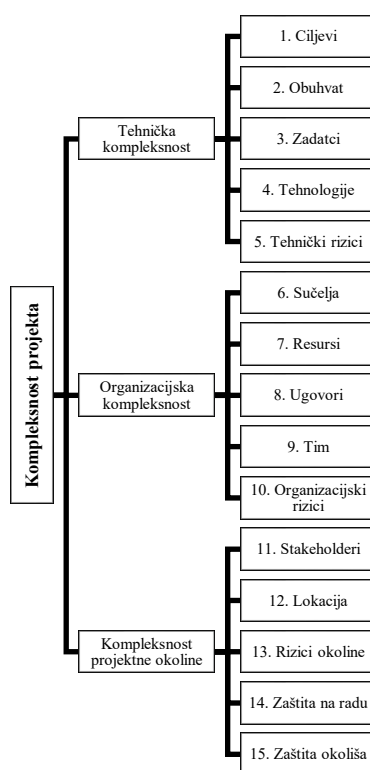 Kompleksnost projekta
Tehnička
kompleksnost
1. Ciljevi
2. Obuhvat
3. Zadatci
4. Tehnologije
5. Tehnički rizici
Organizacijska
kompleksnost
6. Sučelja
7. Resursi
8. Ugovori
9. Tim
10. Organizacijski
rizici
Kompleksnost
projektne okoline
11. Stakeholderi
12. Lokacija
13. Rizici okoline
14. Zaštita na radu
15. Zaštita okoliša